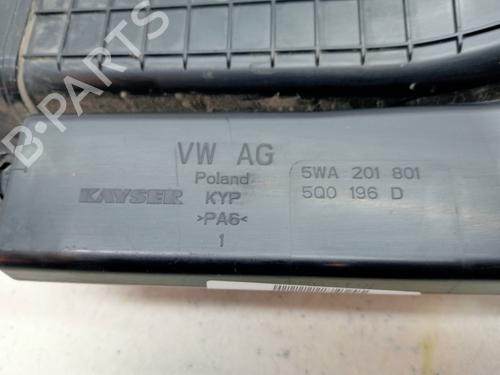 VW AG
Poland
KAYSER KYP
>PA6<
1
5WA 201 801
5Q0 196 D
B-PARTS